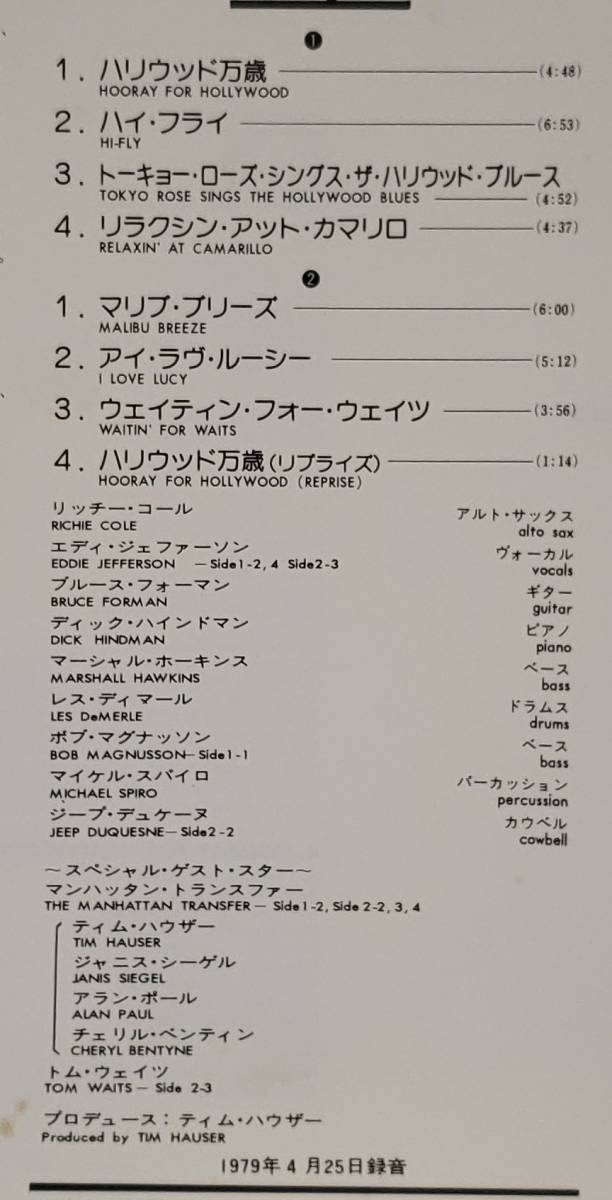 ❶
1. ハリウッド万歳 (4:48)
HOORAY FOR HOLLYWOOD
2. ハイ・フライ (6:53)
HI-FLY
3. トーキョー・ローズ・シングス・ザ・ハリウッド・ブルース
TOKYO ROSE SINGS THE HOLLYWOOD BLUES (4:52)
4. リラクシン・アット・カマリロ (4:37)
RELAXIN' AT CAMARILLO
❷
1. マリブ・ブリーズ (6:00)
MALIBU BREEZE
2. アイ・ラヴ・ルーシー (5:12)
I LOVE LUCY
3. ウェイティン・フォー・ウェイツ (3:56)
WAITIN' FOR WAITS
4. ハリウッド万歳(リプライズ) (1:14)
HOORAY FOR HOLLYWOOD (REPRISE)
リッチー・コール アルト・サックス
RICHIE COLE alto sax
エディ・ジェファーソン ヴォーカル
EDDIE JEFFERSON —Side1-2, 4 Side2-3 vocals
ブルース・フォーマン ギター
BRUCE FORMAN guitar
ディック・ハインドマン ピアノ
DICK HINDMAN piano
マーシャル・ホーキンス ベース
MARSHALL HAWKINS bass
レス・ディマール ドラムス
LES DeMERLE drums
ボブ・マグナッソン ベース
BOB MAGNUSSON—Side1-1 bass
マイケル・スパイロ パーカッション
MICHAEL SPIRO percussion
ジープ・デュケーヌ カウベル
JEEP DUQUESNE—Side2-2 cowbell
〜スペシャル・ゲスト・スター〜
マンハッタン・トランスファー
THE MANHATTAN TRANSFER— Side1-2, Side2-2, 3, 4
ティム・ハウザー
TIM HAUSER
ジャニス・シーゲル
JANIS SIEGEL
アラン・ポール
ALAN PAUL
チェリル・ベンティン
CHERYL BENTYNE
トム・ウェイツ
TOM WAITS— Side 2-3
プロデュース：ティム・ハウザー
Produced by TIM HAUSER
1979年4月25日録音